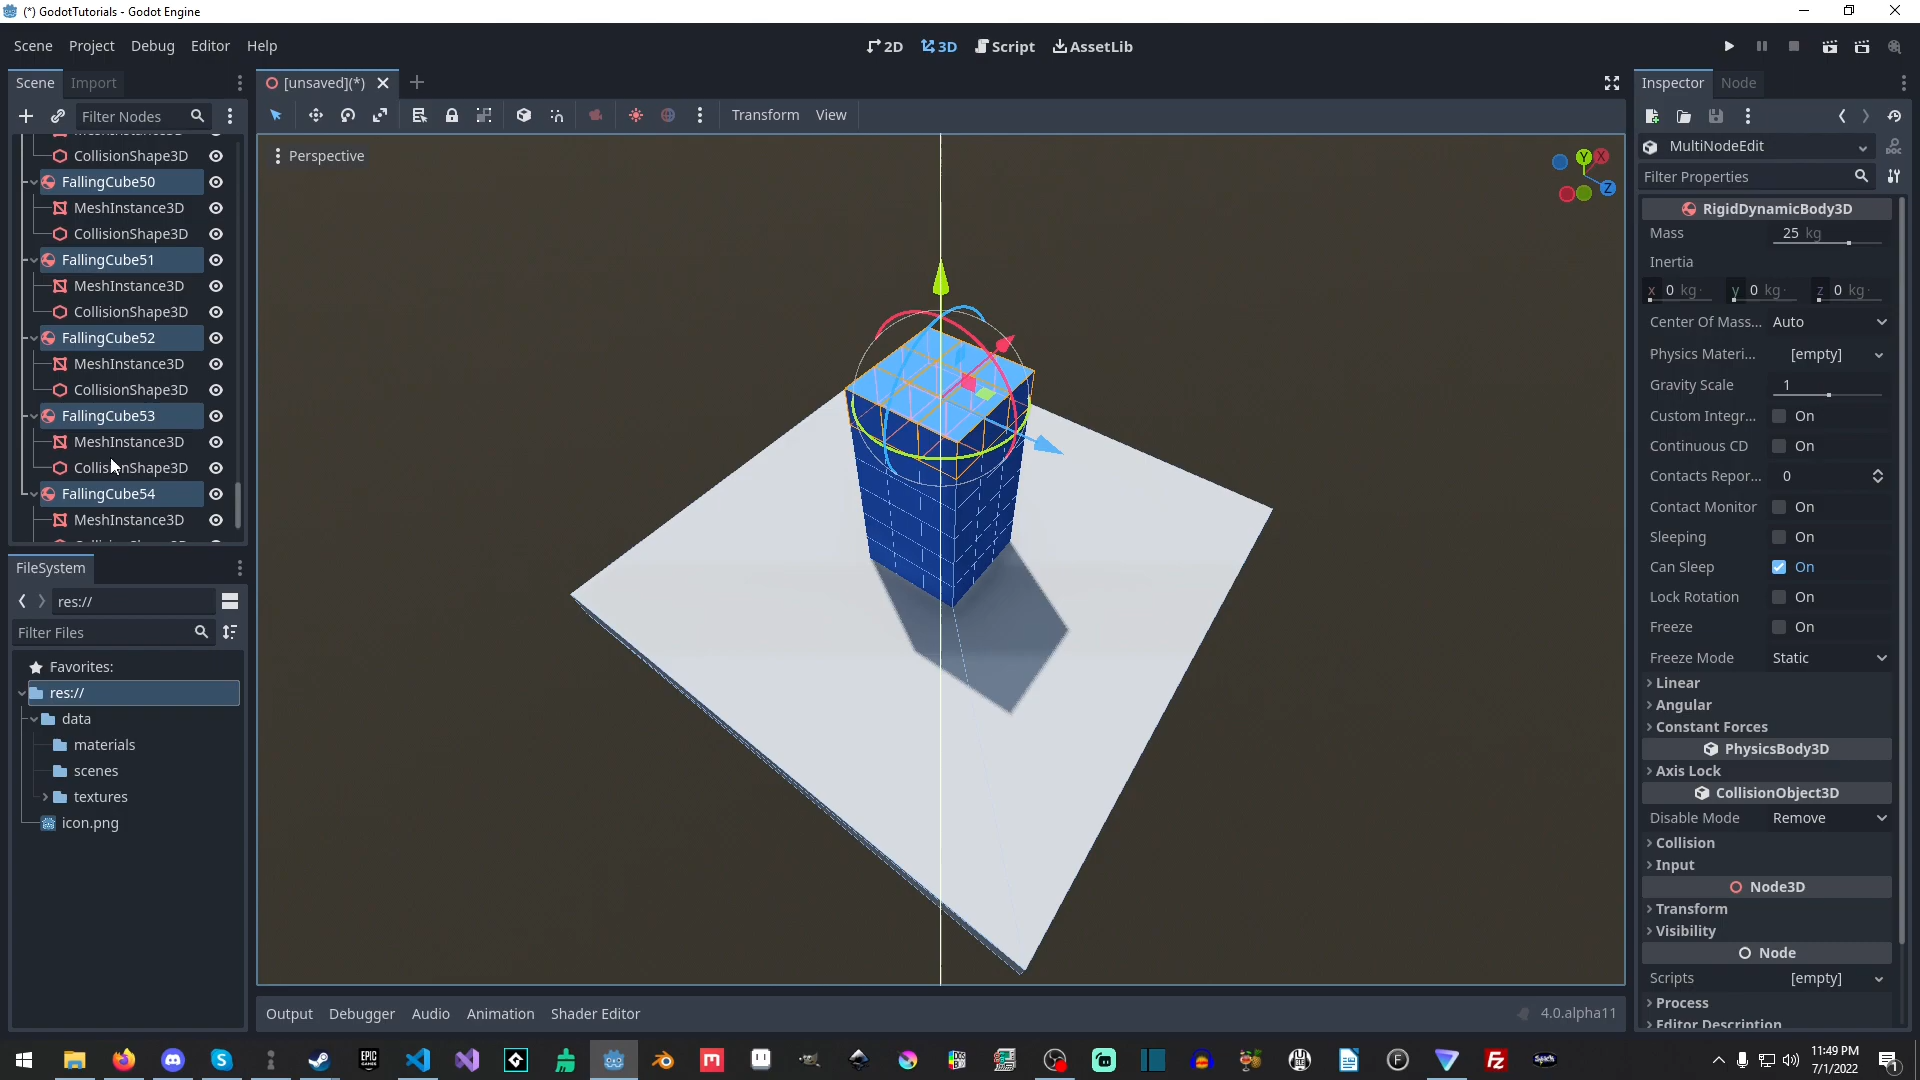 (*) GodotTutorials - Godot Engine
Scene Project Debug Editor Help
2D 3D Script AssetLib
Scene Import
[unsaved](*)
Inspector Node
Filter Nodes
Transform View
Perspective
Y X
Z
MultiNodeEdit
DOC
Filter Properties
CollisionShape3D
FallingCube50
MeshInstance3D
CollisionShape3D
FallingCube51
MeshInstance3D
CollisionShape3D
FallingCube52
MeshInstance3D
CollisionShape3D
FallingCube53
MeshInstance3D
CollisionShape3D
FallingCube54
MeshInstance3D
RigidDynamicBody3D
Mass 25 kg
Inertia
x 0 kg· y 0 kg· z 0 kg·
Center Of Mass... Auto
Physics Materi... [empty]
Gravity Scale 1
Custom Integr... On
Continuous CD On
Contacts Repor... 0
Contact Monitor On
Sleeping On
Can Sleep On
Lock Rotation On
Freeze On
Freeze Mode Static
Linear
Angular
Constant Forces
PhysicsBody3D
Axis Lock
CollisionObject3D
Disable Mode Remove
Collision
Input
Node3D
Transform
Visibility
Node
Scripts [empty]
Process
Editor Description
FileSystem
res://
Filter Files
Favorites:
res://
data
materials
scenes
textures
icon.png
Output Debugger Audio Animation Shader Editor
4.0.alpha11
EPIC GAMES
11:49 PM
7/1/2022
1